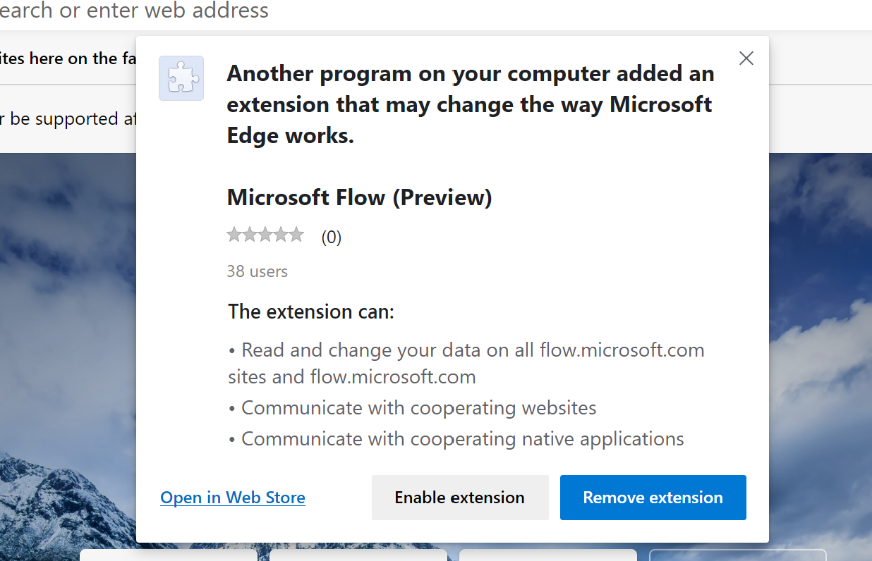 earch or enter web address
ites here on the fa
r be supported af
Another program on your computer added an
extension that may change the way Microsoft
Edge works.
Microsoft Flow (Preview)
(0)
38 users
The extension can:
• Read and change your data on all flow.microsoft.com
sites and flow.microsoft.com
• Communicate with cooperating websites
• Communicate with cooperating native applications
Open in Web Store
Enable extension
Remove extension